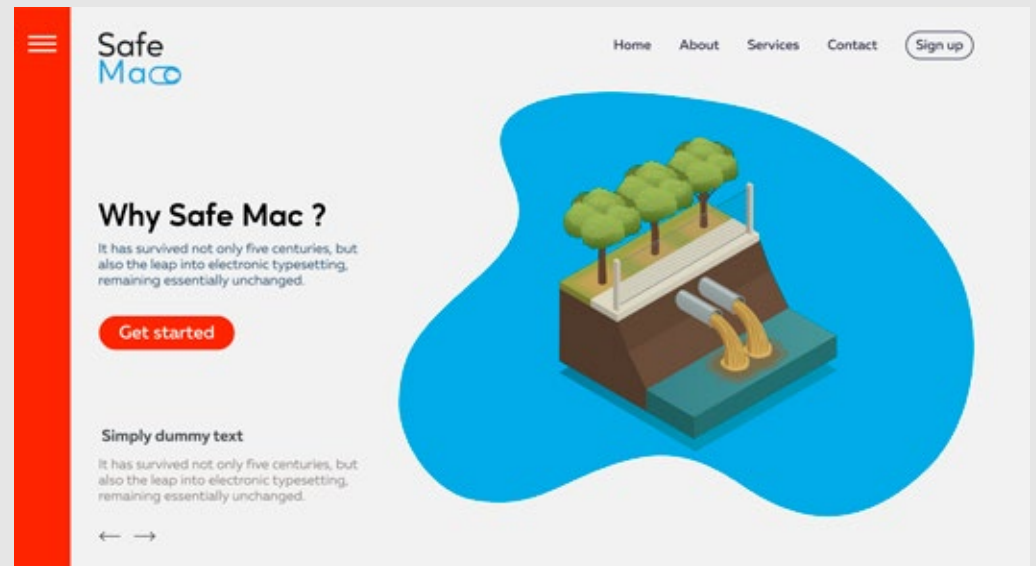 Safe
Mac
Home About Services Contact Sign up
Why Safe Mac ?
It has survived not only five centuries, but
also the leap into electronic typesetting,
remaining essentially unchanged.
Get started
Simply dummy text
It has survived not only five centuries, but
also the leap into electronic typesetting,
remaining essentially unchanged.